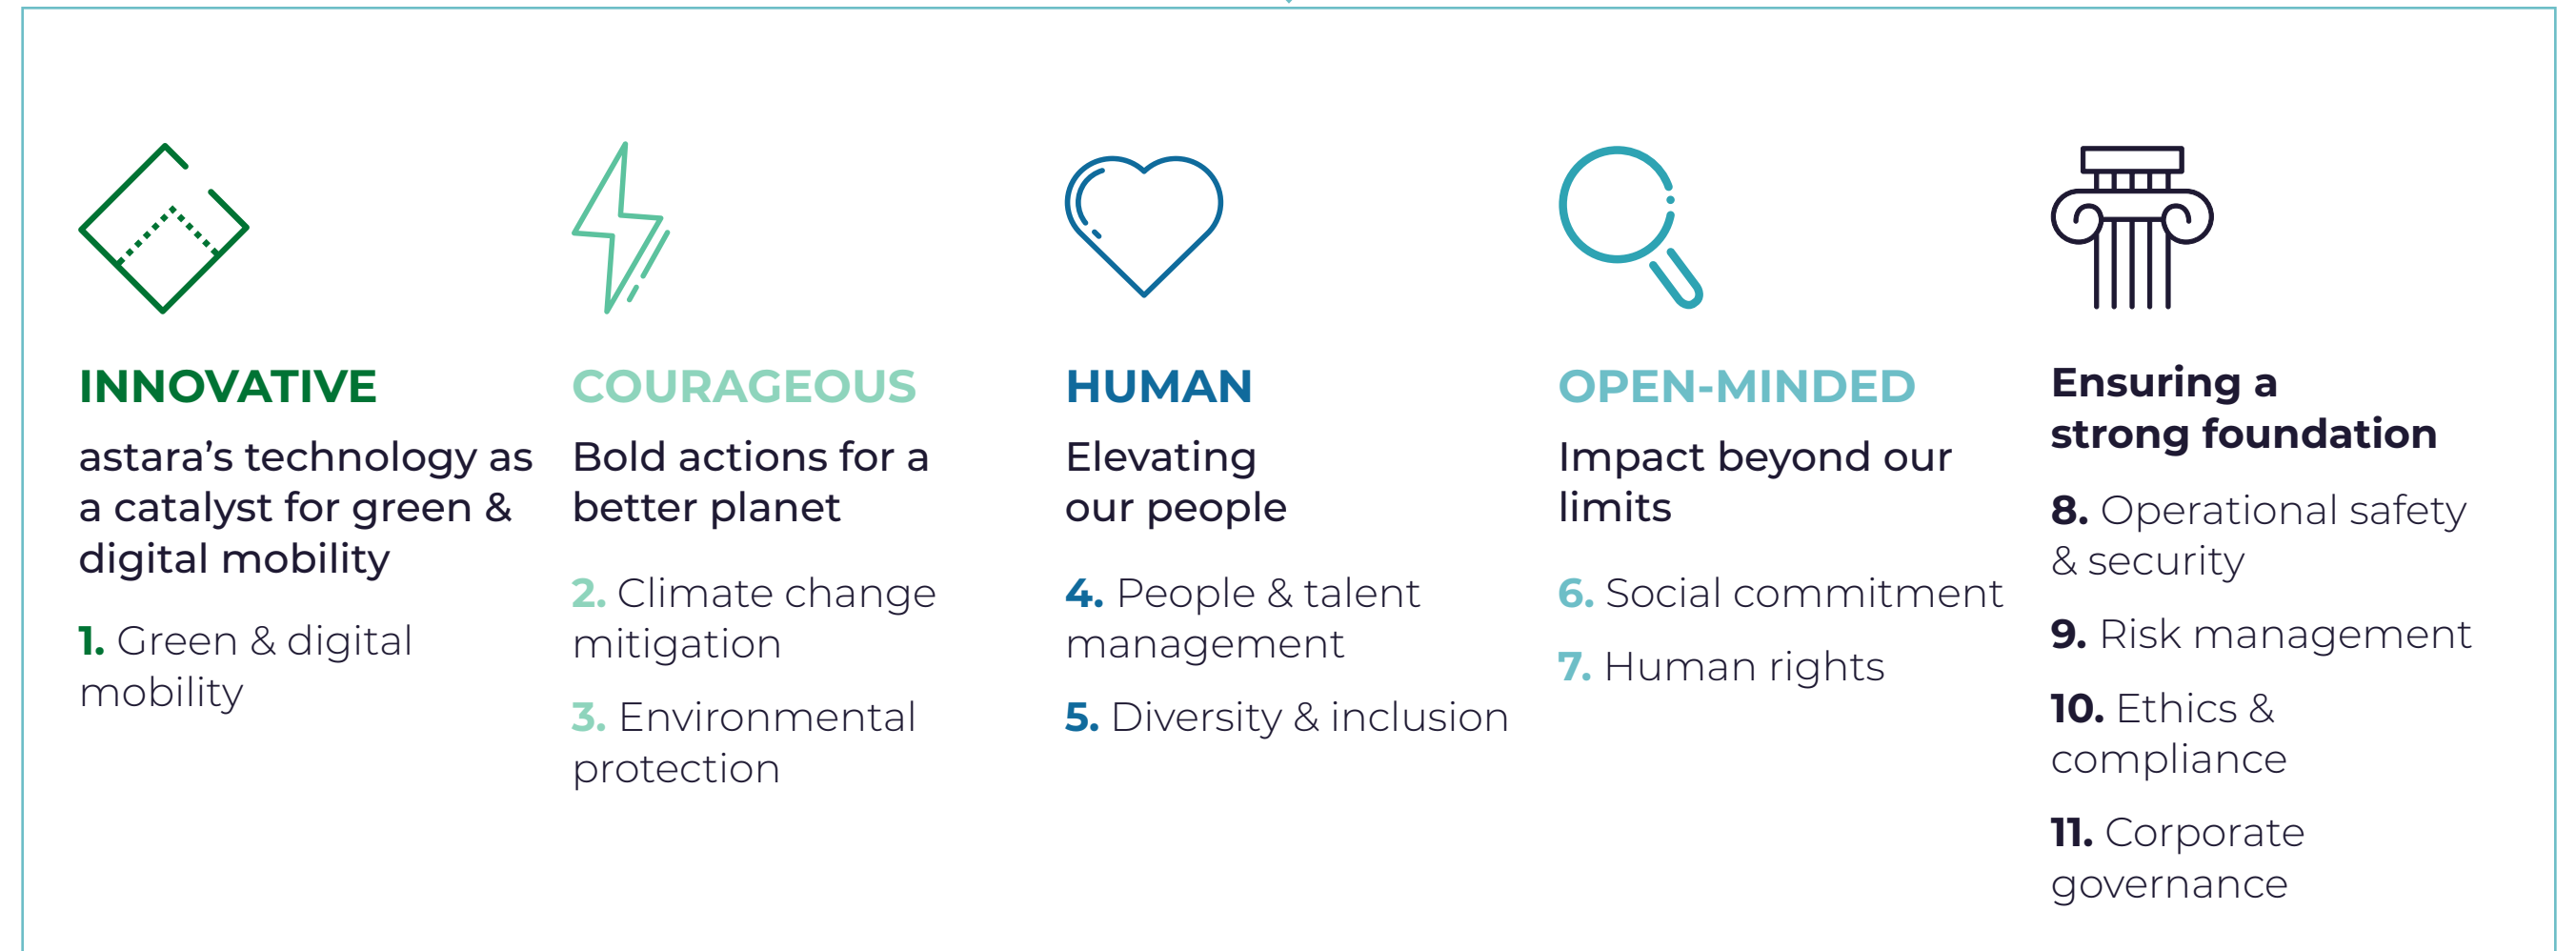 INNOVATIVE
astara’s technology as
a catalyst for green &
digital mobility
1. Green & digital
mobility
COURAGEOUS
Bold actions for a
better planet
2. Climate change
mitigation
3. Environmental
protection
HUMAN
Elevating
our people
4. People & talent
management
5. Diversity & inclusion
OPEN-MINDED
Impact beyond our
limits
6. Social commitment
7. Human rights
Ensuring a
strong foundation
8. Operational safety
& security
9. Risk management
10. Ethics &
compliance
11. Corporate
governance